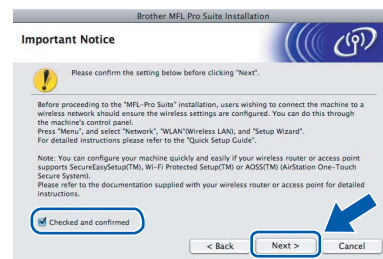 Brother MFL Pro Suite Installation
Important Notice
Please confirm the setting below before clicking "Next".
Before proceeding to the "MFL-Pro Suite" installation, users wishing to connect the machine to a
wireless network should ensure the wireless settings are configured. You can do this through
the machine's control panel.
Press "Menu", and select "Network", "WLAN"(Wireless LAN), and "Setup Wizard".
For detailed instructions please refer to the "Quick Setup Guide".
Note: You can configure your machine quickly and easily if your wireless router or access point
supports SecureEasySetup(TM), Wi-Fi Protected Setup(TM) or AOSS(TM) (AirStation One-Touch
Secure System).
Please refer to the documentation supplied with your wireless router or access point for detailed
instructions.
Checked and confirmed
< Back
Next >
Cancel